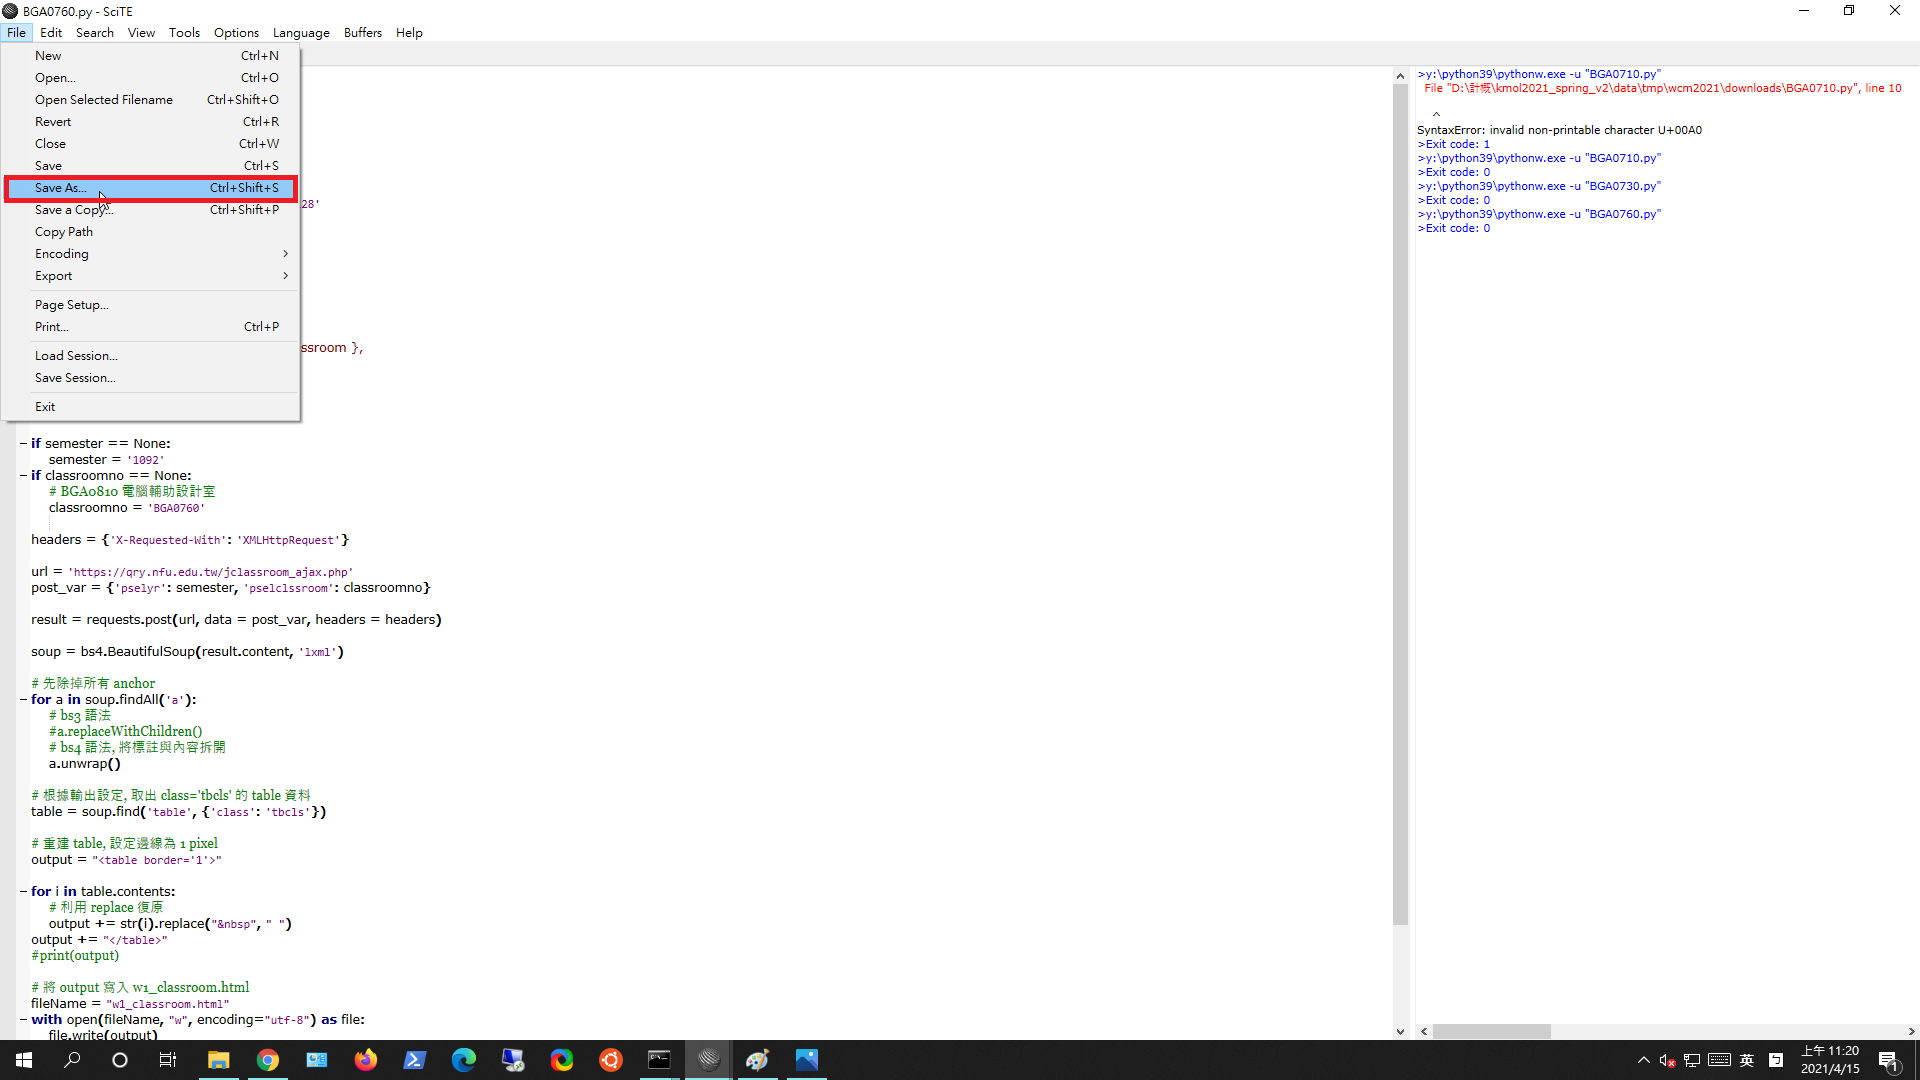 BGA0760.py - SciTE
File Edit Search View Tools Options Language Buffers Help
New Ctrl+N
Open... Ctrl+O
Open Selected Filename Ctrl+Shift+O
Revert Ctrl+R
Close Ctrl+W
Save Ctrl+S
Save As... Ctrl+Shift+S
Save a Copy... Ctrl+Shift+P
Copy Path
Encoding
Export
Page Setup...
Print... Ctrl+P
Load Session...
Save Session...
Exit
28'
ssroom },
if semester == None:
semester = '1092'
if classroomno == None:
# BGA0810 電腦輔助設計室
classroomno = 'BGA0760'
headers = {'X-Requested-With': 'XMLHttpRequest'}
url = 'https://qry.nfu.edu.tw/jclassroom_ajax.php'
post_var = {'pselyr': semester, 'pselclssroom': classroomno}
result = requests.post(url, data = post_var, headers = headers)
soup = bs4.BeautifulSoup(result.content, 'lxml')
# 先除掉所有 anchor
for a in soup.findAll('a'):
# bs3 語法
#a.replaceWithChildren()
# bs4 語法, 將標註與內容拆開
a.unwrap()
# 根據輸出設定, 取出 class='tbcls' 的 table 資料
table = soup.find('table', {'class': 'tbcls'})
# 重建 table, 設定邊線為 1 pixel
output = "<table border='1'>"
for i in table.contents:
# 利用 replace 復原
output += str(i).replace("&nbsp", " ")
output += "</table>"
#print(output)
# 將 output 寫入 w1_classroom.html
fileName = "w1_classroom.html"
with open(fileName, "w", encoding="utf-8") as file:
file.write(output)
>y:\python39\pythonw.exe -u "BGA0710.py"
File "D:\計概\kmol2021_spring_v2\data\tmp\wcm2021\downloads\BGA0710.py", line 10
^
SyntaxError: invalid non-printable character U+00A0
>Exit code: 1
>y:\python39\pythonw.exe -u "BGA0710.py"
>Exit code: 0
>y:\python39\pythonw.exe -u "BGA0730.py"
>Exit code: 0
>y:\python39\pythonw.exe -u "BGA0760.py"
>Exit code: 0
英
上午 11:20
2021/4/15
1